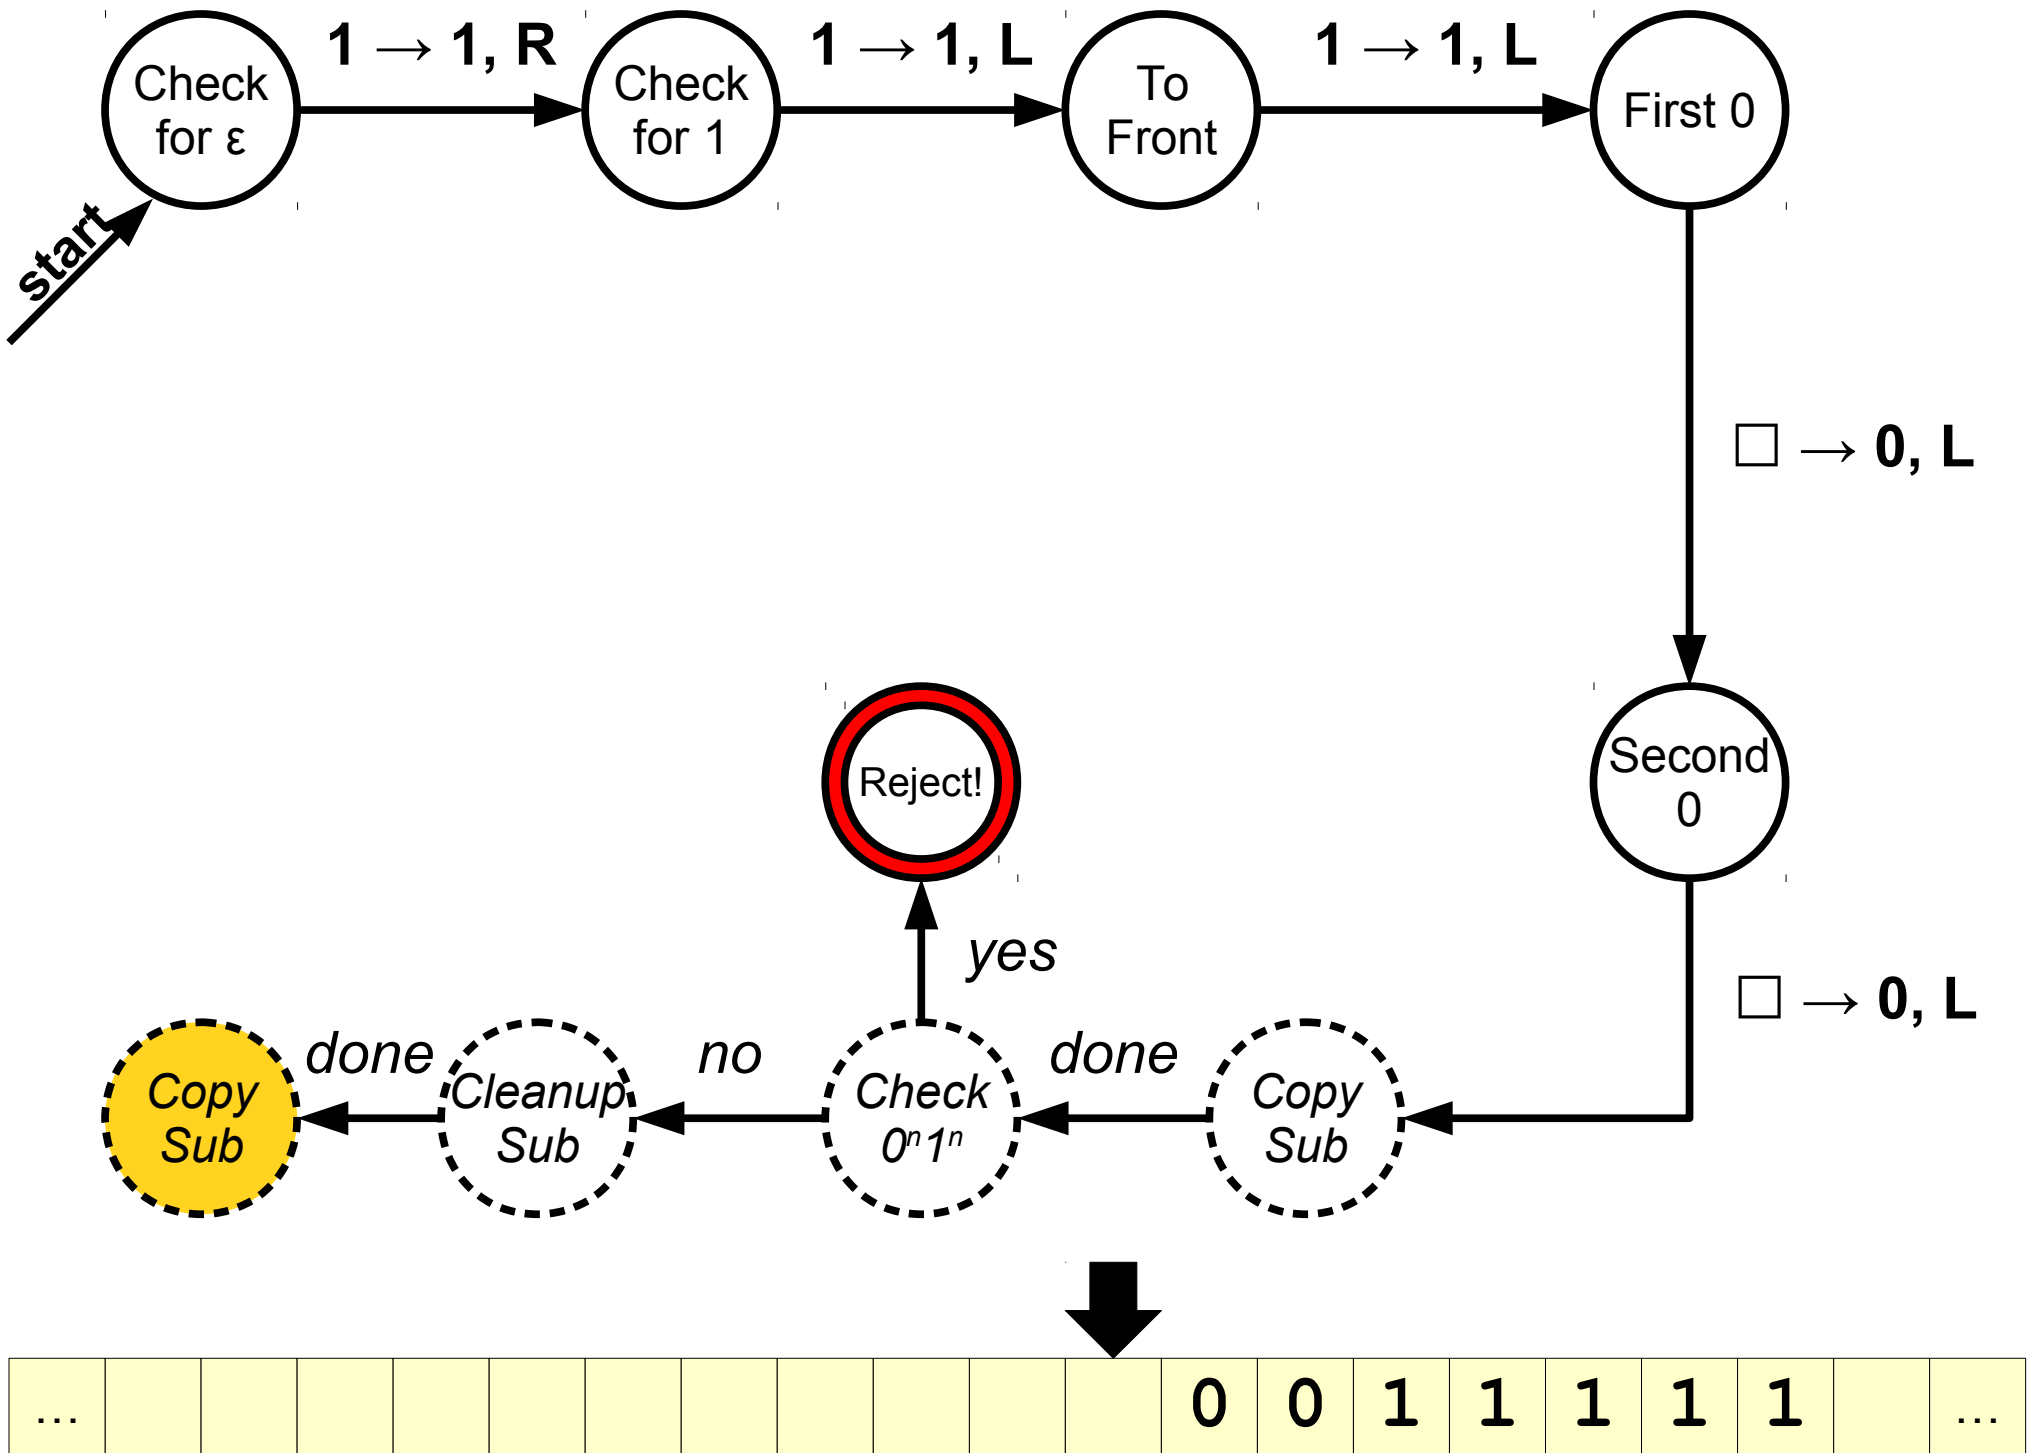 1 → 1, R
1 → 1, L
1 → 1, L
Check
for ε
Check
for 1
To
Front
First 0
start
□ → 0, L
Reject!
Second
0
yes
□ → 0, L
done
no
done
Copy
Sub
Cleanup
Sub
Check
0ⁿ1ⁿ
Copy
Sub
… 0 0 1 1 1 1 1 …